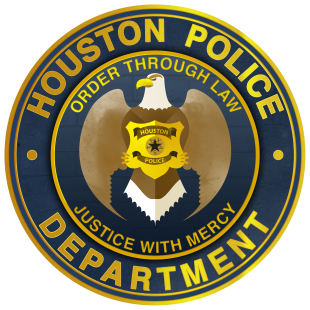 HOUSTON POLICE
ORDER THROUGH LAW
HOUSTON
POLICE
JUSTICE WITH MERCY
DEPARTMENT